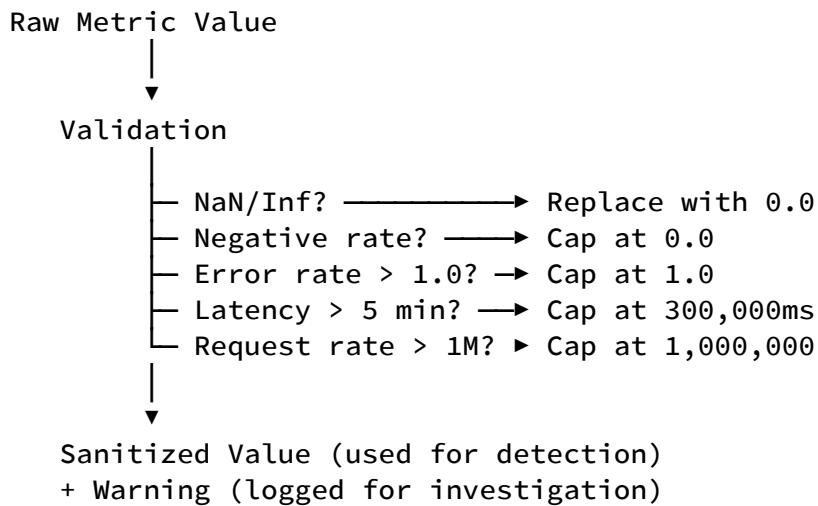 Raw Metric Value
Validation
NaN/Inf? Replace with 0.0
Negative rate? Cap at 0.0
Error rate > 1.0? Cap at 1.0
Latency > 5 min? Cap at 300,000ms
Request rate > 1M? Cap at 1,000,000
Sanitized Value (used for detection)
+ Warning (logged for investigation)